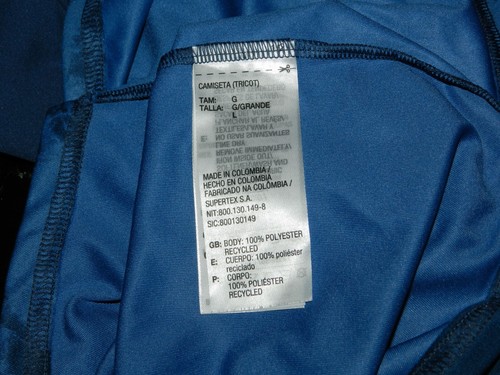 CAMISETA (TRICOT)
TAM: G
TALLA: G/GRANDE
L
MADE IN COLOMBIA /
HECHO EN COLOMBIA /
FABRICADO NA COLÔMBIA /
SUPERTEX S.A.
NIT:800.130.149-8
SIC:800130149
GB: BODY: 100% POLYESTER
RECYCLED
E: CUERPO: 100% poliéster
reciclado
P: CORPO:
100% POLIÉSTER
RECYCLED